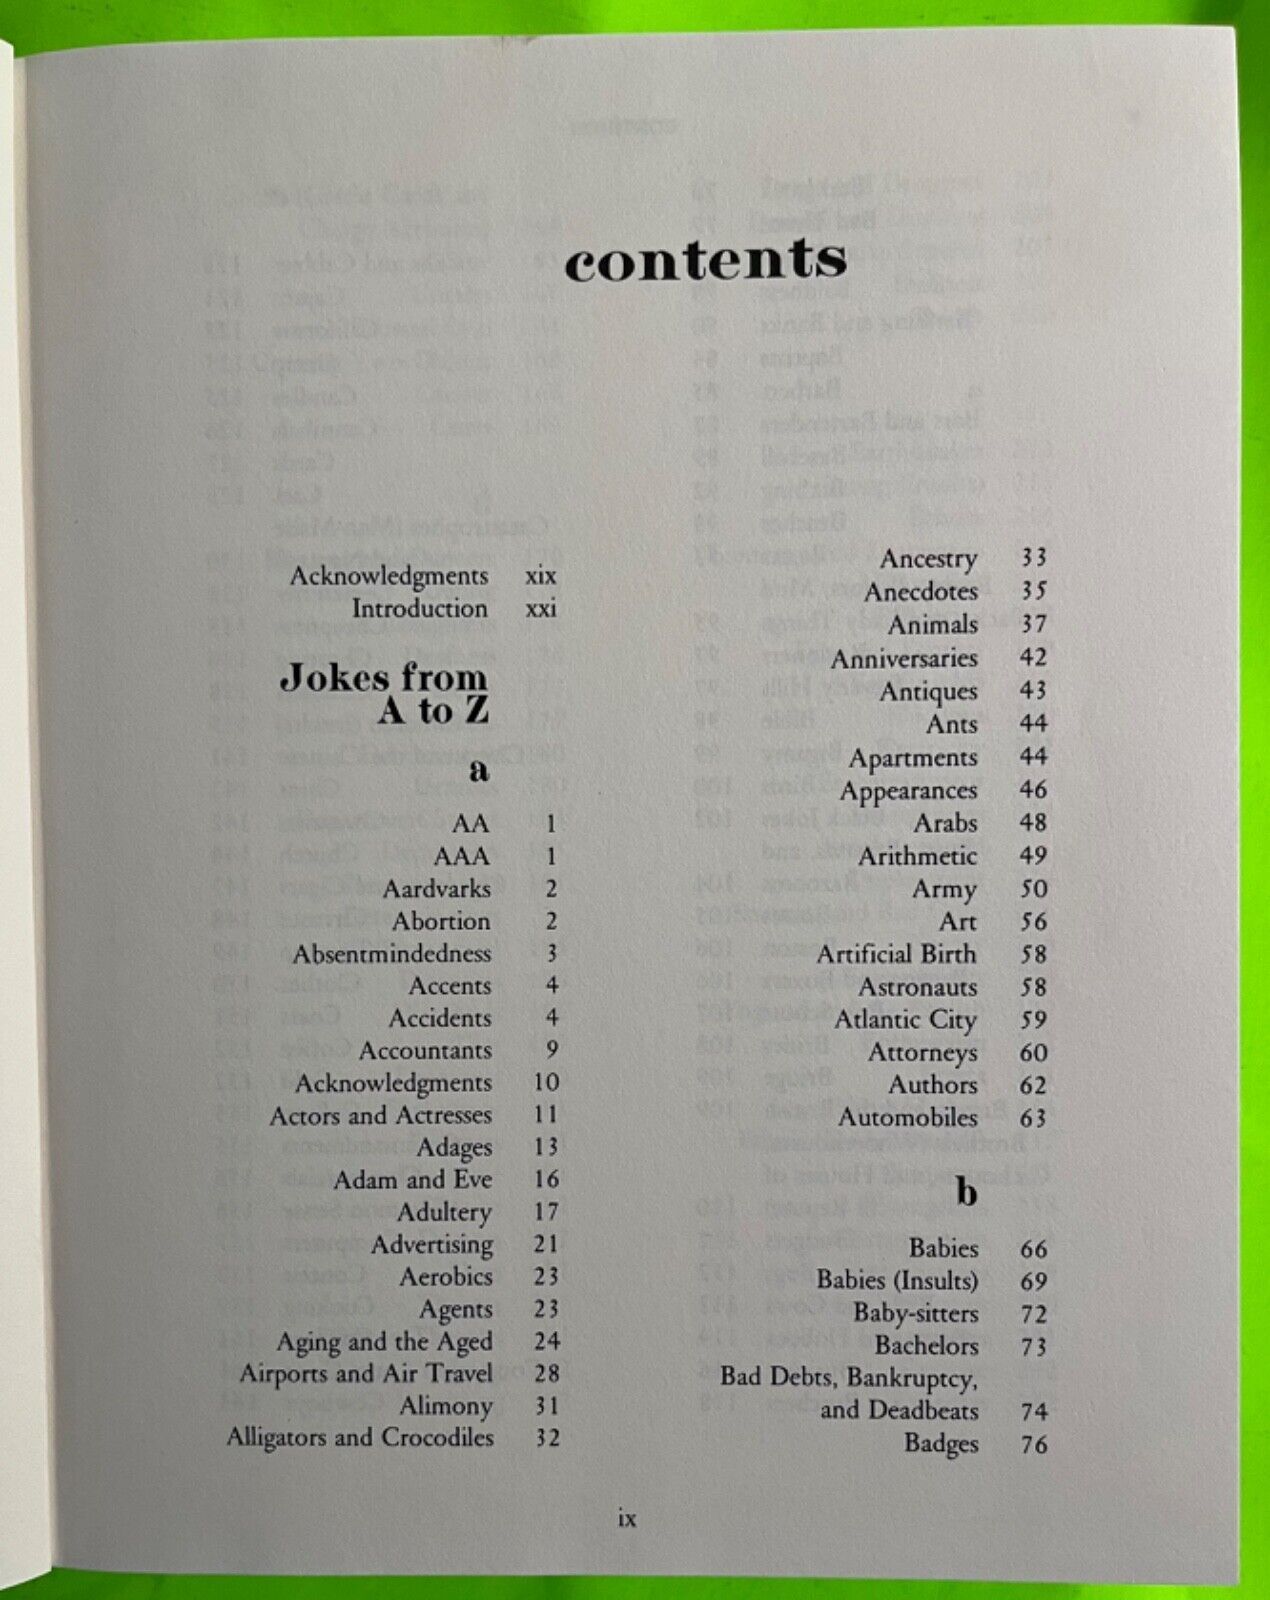 contents
Acknowledgments xix
Introduction xxi
Jokes from
A to Z
a
AA 1
AAA 1
Aardvarks 2
Abortion 2
Absentmindedness 3
Accents 4
Accidents 4
Accountants 9
Acknowledgments 10
Actors and Actresses 11
Adages 13
Adam and Eve 16
Adultery 17
Advertising 21
Aerobics 23
Agents 23
Aging and the Aged 24
Airports and Air Travel 28
Alimony 31
Alligators and Crocodiles 32
Ancestry 33
Anecdotes 35
Animals 37
Anniversaries 42
Antiques 43
Ants 44
Apartments 44
Appearances 46
Arabs 48
Arithmetic 49
Army 50
Art 56
Artificial Birth 58
Astronauts 58
Atlantic City 59
Attorneys 60
Authors 62
Automobiles 63
b
Babies 66
Babies (Insults) 69
Baby-sitters 72
Bachelors 73
Bad Debts, Bankruptcy,
and Deadbeats 74
Badges 76
ix